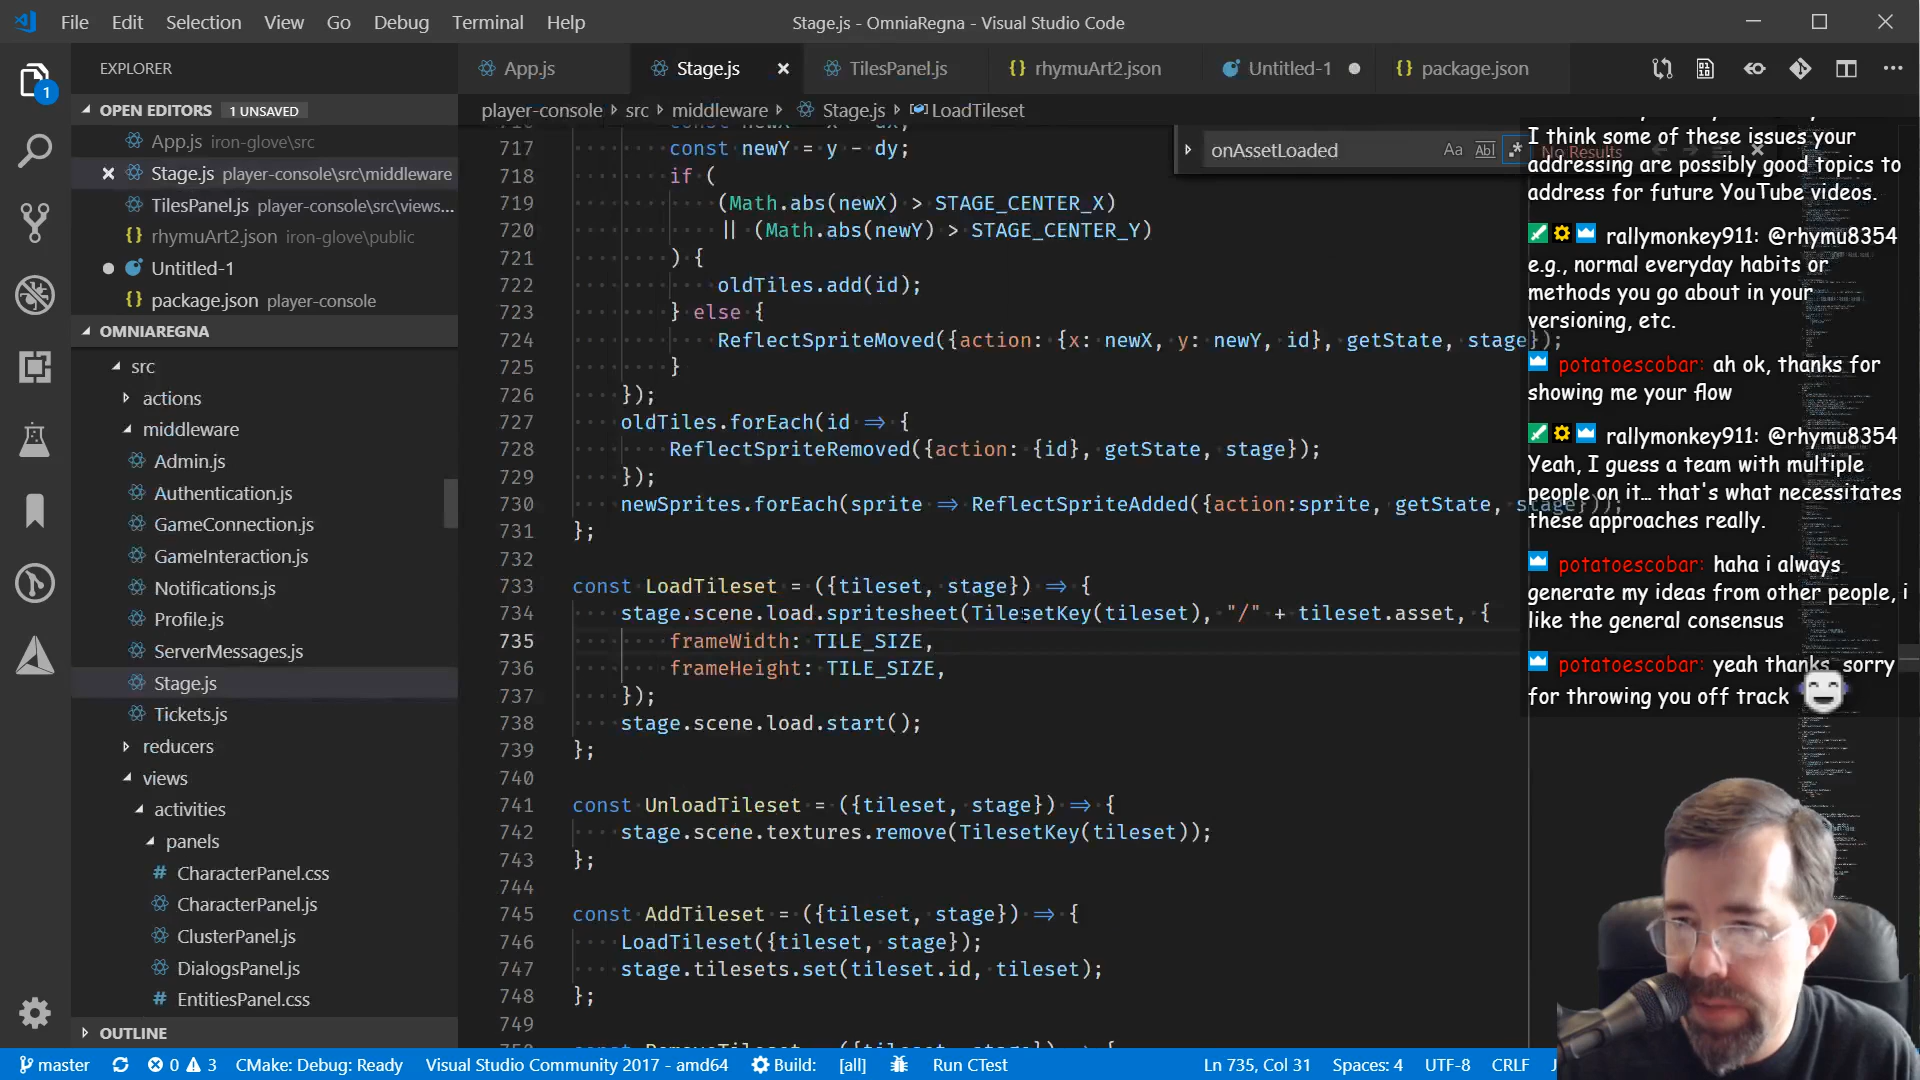 File Edit Selection View Go Debug Terminal Help
Stage.js - OmniaRegna - Visual Studio Code
EXPLORER
OPEN EDITORS 1 UNSAVED
App.js iron-glove\src
Stage.js player-console\src\middleware
TilesPanel.js player-console\src\views...
rhymuArt2.json iron-glove\public
Untitled-1
package.json player-console
OMNIAREGNA
src
actions
middleware
Admin.js
Authentication.js
GameConnection.js
GameInteraction.js
Notifications.js
Profile.js
ServerMessages.js
Stage.js
Tickets.js
reducers
views
activities
panels
CharacterPanel.css
CharacterPanel.js
ClusterPanel.js
DialogsPanel.js
EntitiesPanel.css
OUTLINE
App.js Stage.js TilesPanel.js rhymuArt2.json Untitled-1 package.json
player-console src middleware Stage.js LoadTileset
onAssetLoaded Aa Abl .* No Results
717 const newY = y - dy;
718 if (
719 (Math.abs(newX) > STAGE_CENTER_X)
720 || (Math.abs(newY) > STAGE_CENTER_Y)
721 ) {
722 oldTiles.add(id);
723 } else {
724 ReflectSpriteMoved({action: {x: newX, y: newY, id}, getState, stage});
725 }
726 });
727 oldTiles.forEach(id => {
728 ReflectSpriteRemoved({action: {id}, getState, stage});
729 });
730 newSprites.forEach(sprite => ReflectSpriteAdded({action:sprite, getState, stage}));
731 };
732
733 const LoadTileset = ({tileset, stage}) => {
734 stage.scene.load.spritesheet(TilesetKey(tileset), "/" + tileset.asset, {
735 frameWidth: TILE_SIZE,
736 frameHeight: TILE_SIZE,
737 });
738 stage.scene.load.start();
739 };
740
741 const UnloadTileset = ({tileset, stage}) => {
742 stage.scene.textures.remove(TilesetKey(tileset));
743 };
744
745 const AddTileset = ({tileset, stage}) => {
746 LoadTileset({tileset, stage});
747 stage.tilesets.set(tileset.id, tileset);
748 };
749
I think some of these issues your
addressing are possibly good topics to
address for future YouTube videos.
rallymonkey911: @rhymu8354
e.g., normal everyday habits or
methods you go about in your
versioning, etc.
potatoescobar: ah ok, thanks for
showing me your flow
rallymonkey911: @rhymu8354
Yeah, I guess a team with multiple
people on it... that's what necessitates
these approaches really.
potatoescobar: haha i always
generate my ideas from other people, i
like the general consensus
potatoescobar: yeah thanks, sorry
for throwing you off track
master 0 3 CMake: Debug: Ready Visual Studio Community 2017 - amd64 Build: [all] Run CTest Ln 735, Col 31 Spaces: 4 UTF-8 CRLF